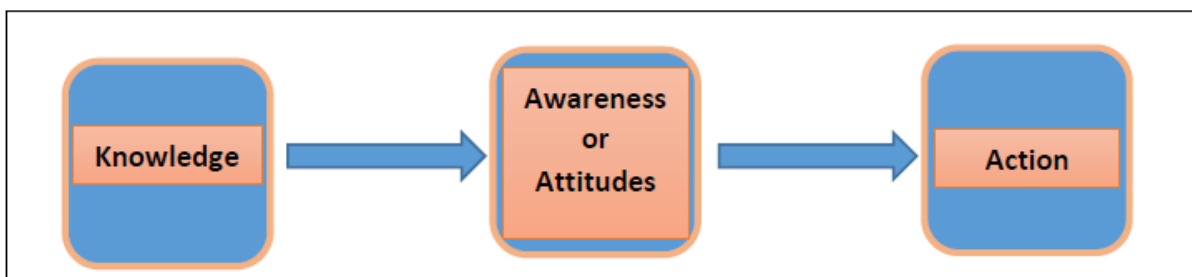 Knowledge
Awareness
or
Attitudes
Action